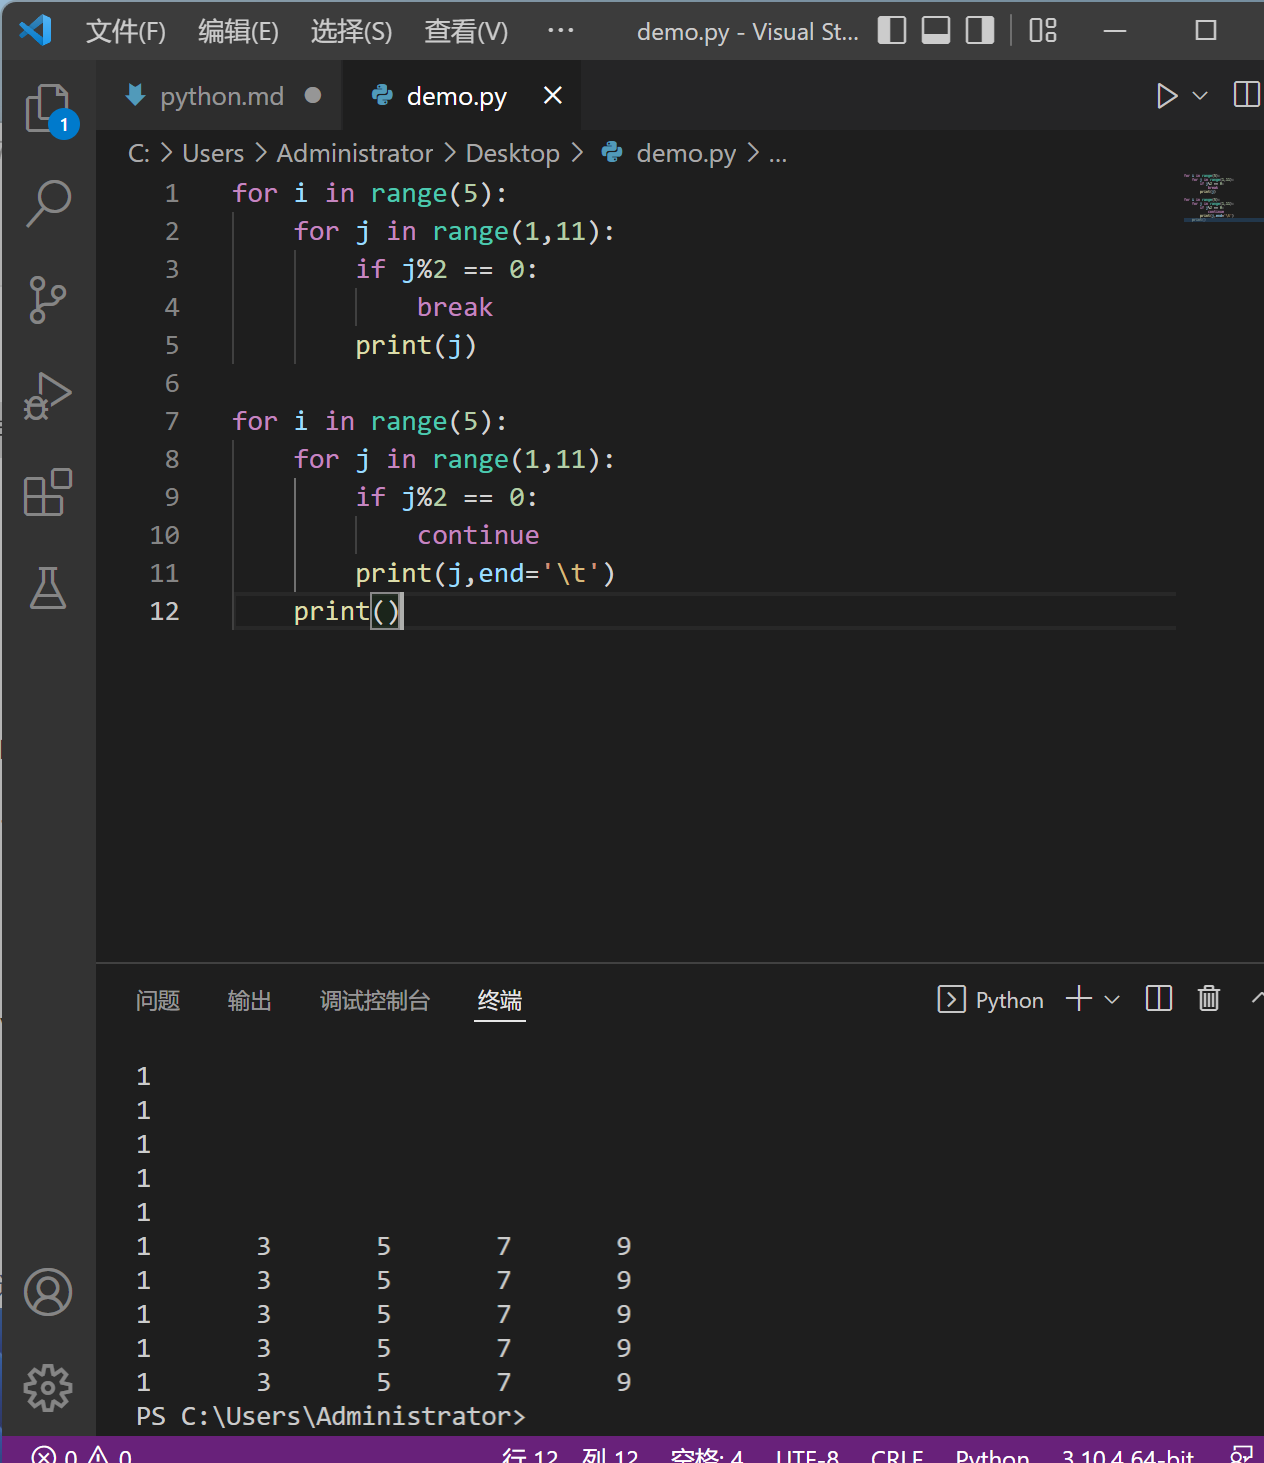 文件(F) 编辑(E) 选择(S) 查看(V) ··· demo.py - Visual St...
python.md demo.py
1
C: > Users > Administrator > Desktop > demo.py > ...
1 for i in range(5):
2 for j in range(1,11):
3 if j%2 == 0:
4 break
5 print(j)
6
7 for i in range(5):
8 for j in range(1,11):
9 if j%2 == 0:
10 continue
11 print(j,end='\t')
12 print()
问题 输出 调试控制台 终端 Python
1
1
1
1
1
1 3 5 7 9
1 3 5 7 9
1 3 5 7 9
1 3 5 7 9
1 3 5 7 9
PS C:\Users\Administrator>
0 0 行 12, 列 12 空格: 4 UTF-8 CRLF Python 3.10.4 64-bit